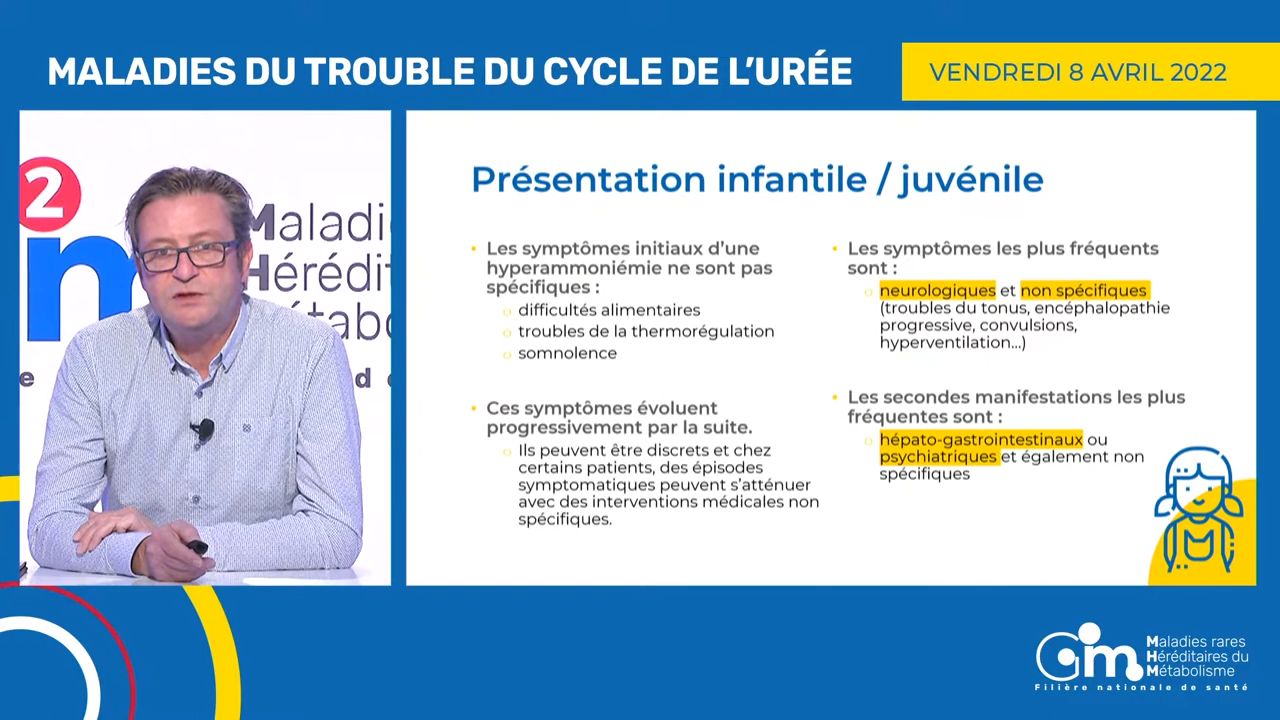 MALADIES DU TROUBLE DU CYCLE DE L'URÉE
VENDREDI 8 AVRIL 2022
2
m
Maladi
Hérédit
étabo
e
d
Présentation infantile / juvénile
• Les symptômes initiaux d'une
hyperammoniémie ne sont pas
spécifiques :
o difficultés alimentaires
o troubles de la thermorégulation
o somnolence
• Ces symptômes évoluent
progressivement par la suite.
o Ils peuvent être discrets et chez
certains patients, des épisodes
symptomatiques peuvent s'atténuer
avec des interventions médicales non
spécifiques.
• Les symptômes les plus fréquents
sont :
o neurologiques et non spécifiques
(troubles du tonus, encéphalopathie
progressive, convulsions,
hyperventilation...)
• Les secondes manifestations les plus
fréquentes sont :
o hépato-gastrointestinaux ou
psychiatriques et également non
spécifiques
Maladies rares
Héréditaires du
Métabolisme
Filière nationale de santé